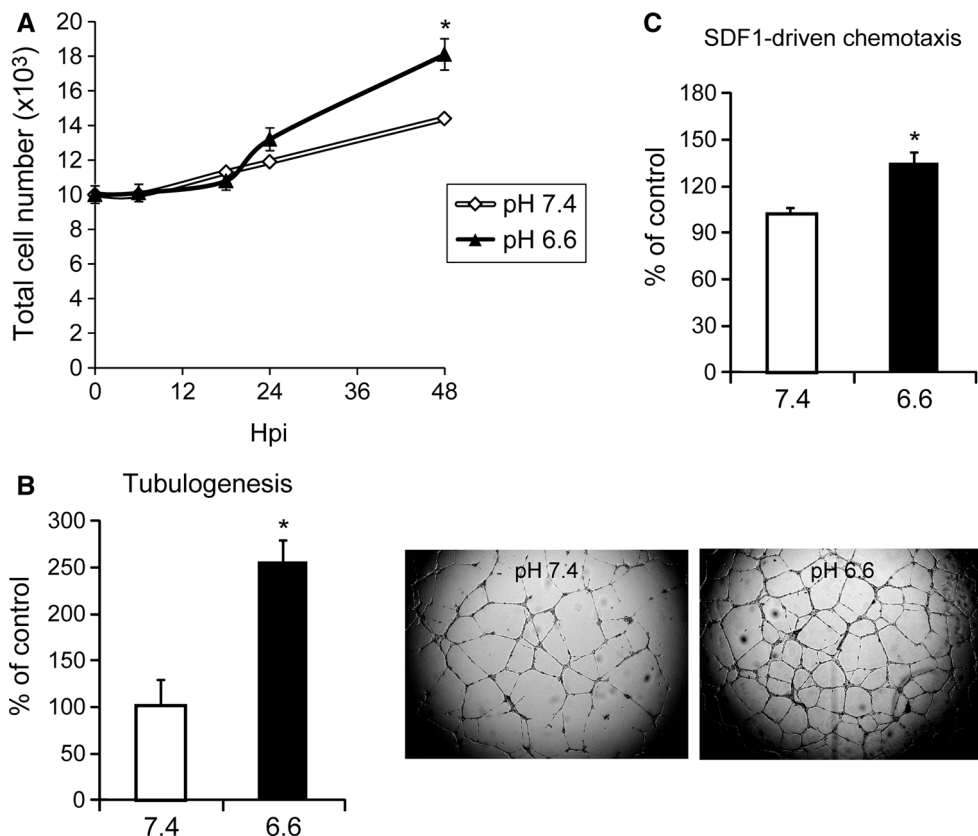 A
Total cell number (x10³)
20
18
16
14
12
10
8
6
4
2
0
*
0 12 24 36 48
Hpi
pH 7.4
pH 6.6
C
SDF1-driven chemotaxis
% of control
180
150
120
90
60
30
0
*
7.4 6.6
B
Tubulogenesis
% of control
300
250
200
150
100
50
0
*
7.4 6.6
pH 7.4
pH 6.6